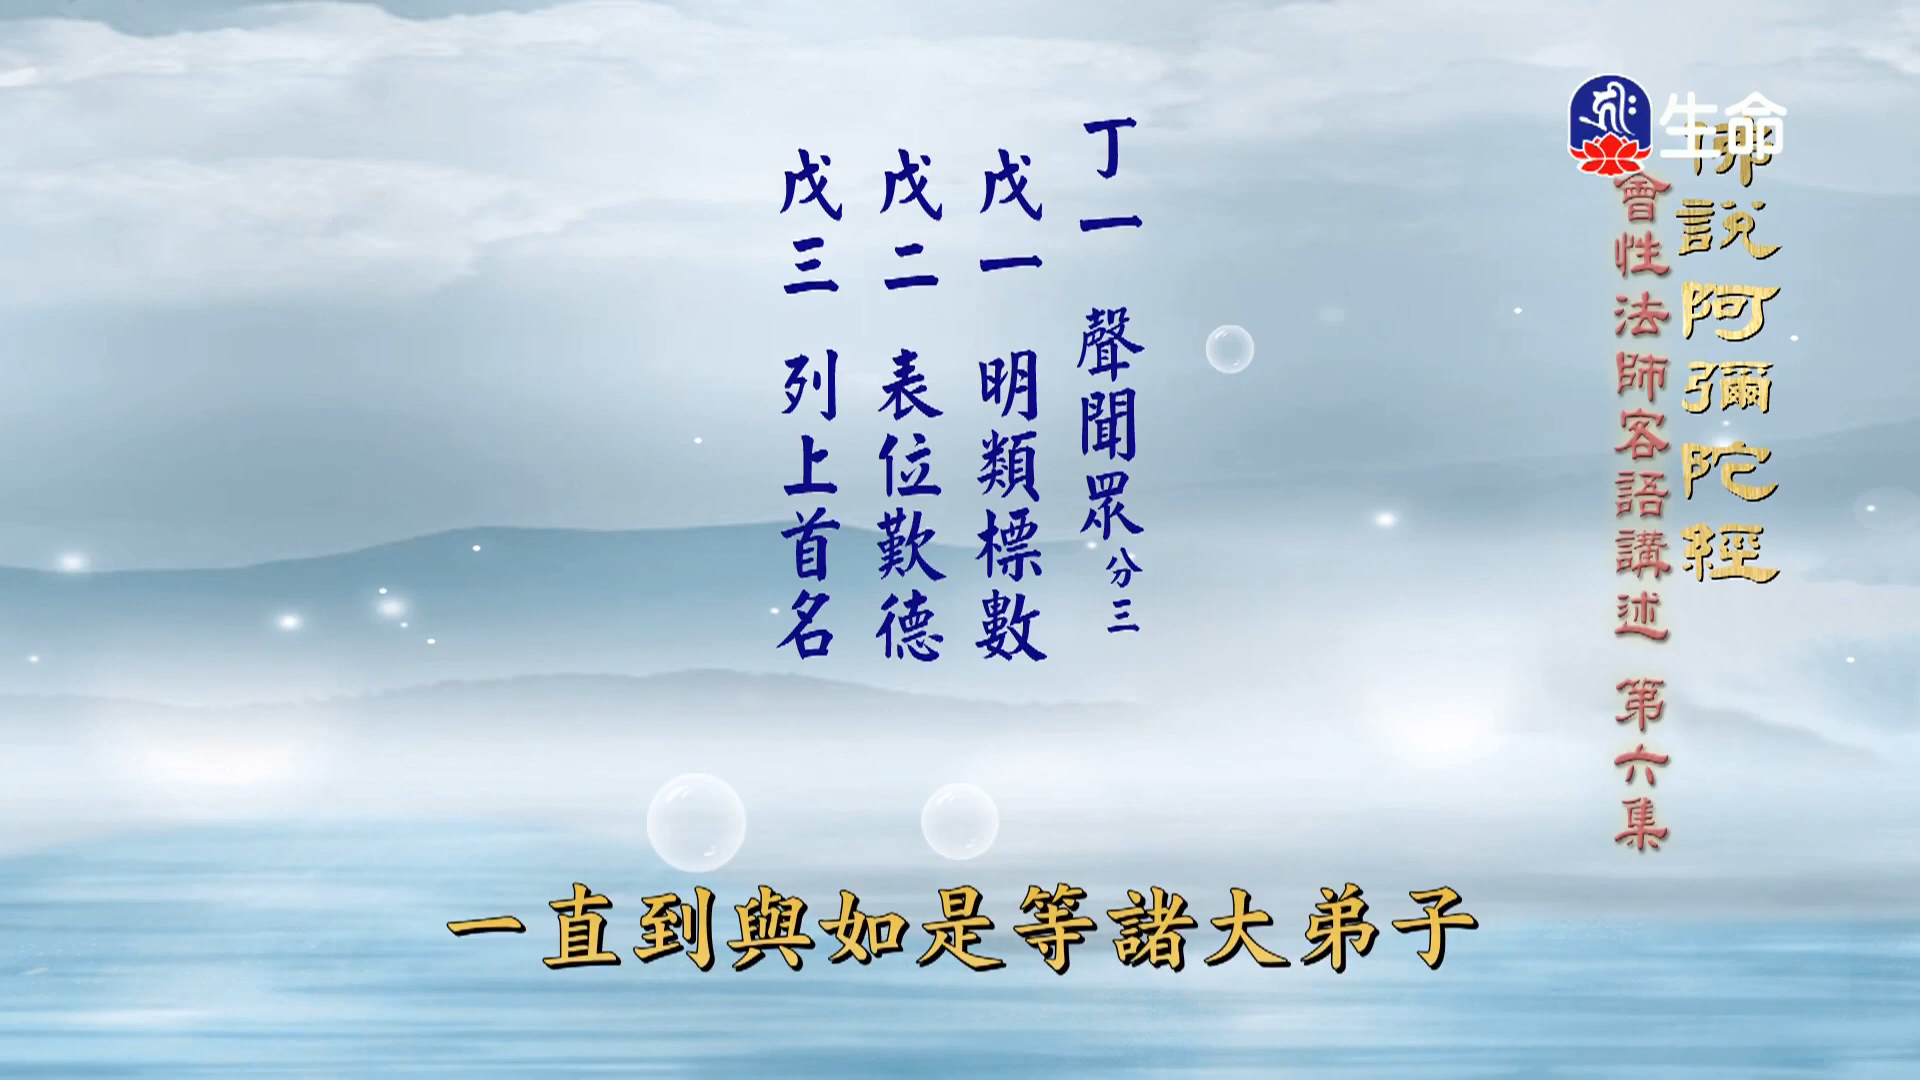 生命
佛說阿彌陀經
會性法師客語講述 第六集
丁一 聲聞眾 分三
戊一 明類標數
戊二 表位歎德
戊三 列上首名
一直到與如是等諸大弟子